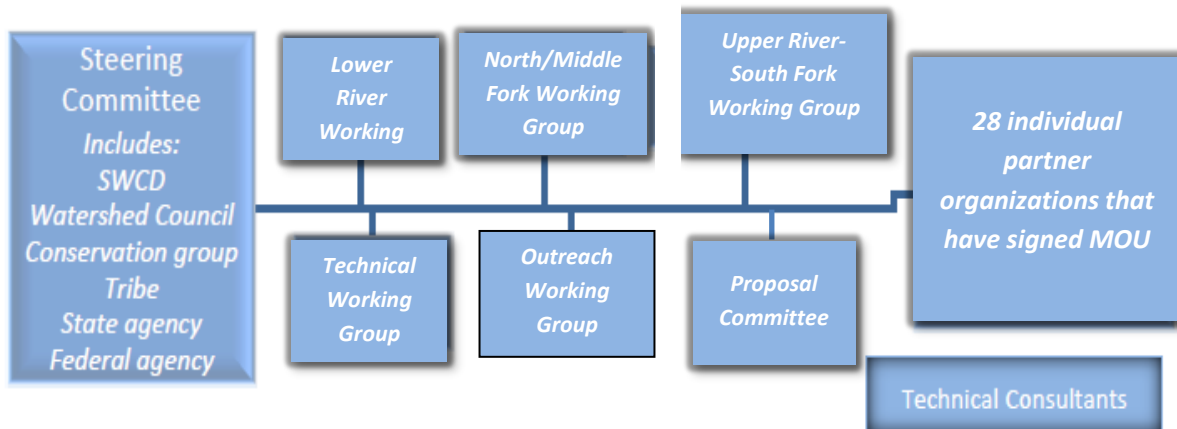 Steering
Committee
Includes:
SWCD
Watershed Council
Conservation group
Tribe
State agency
Federal agency
Lower
River
Working
North/Middle
Fork Working
Group
Upper River-
South Fork
Working Group
28 individual
partner
organizations that
have signed MOU
Technical
Working
Group
Outreach
Working
Group
Proposal
Committee
Technical Consultants